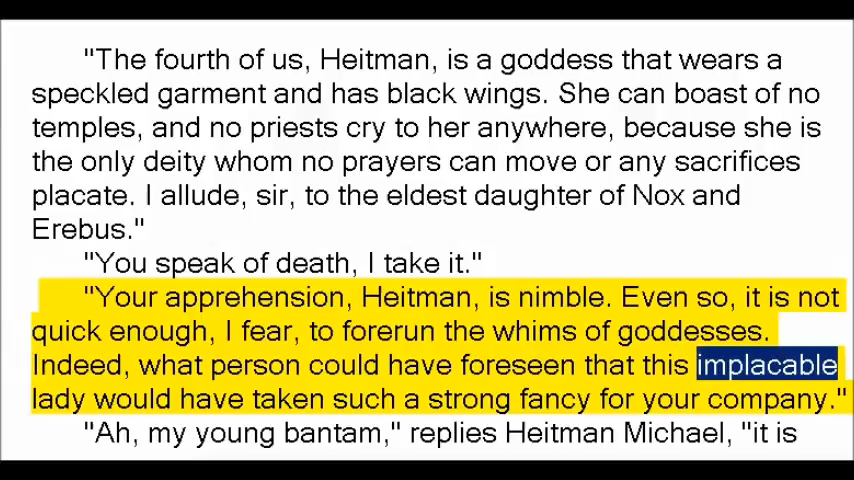 "The fourth of us, Heitman, is a goddess that wears a
speckled garment and has black wings. She can boast of no
temples, and no priests cry to her anywhere, because she is
the only deity whom no prayers can move or any sacrifices
placate. I allude, sir, to the eldest daughter of Nox and
Erebus."
"You speak of death, I take it."
"Your apprehension, Heitman, is nimble. Even so, it is not
quick enough, I fear, to forerun the whims of goddesses.
Indeed, what person could have foreseen that this implacable
lady would have taken such a strong fancy for your company."
"Ah, my young bantam," replies Heitman Michael, "it is